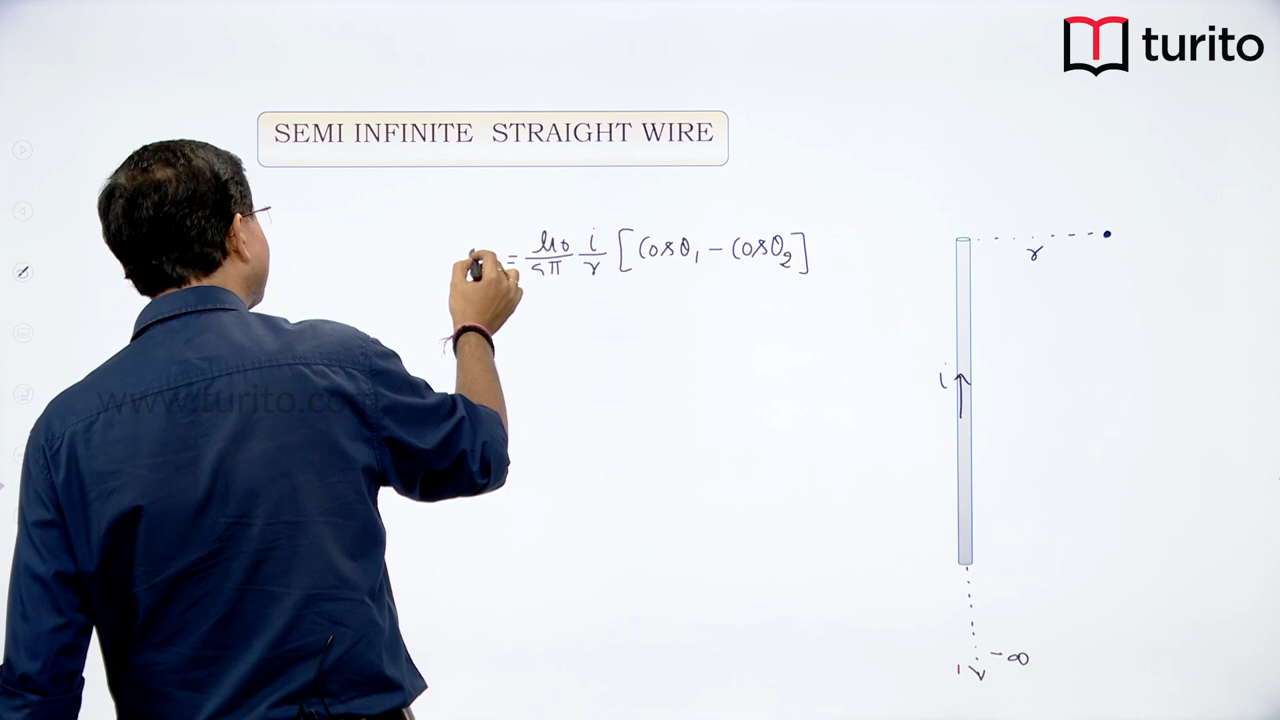 turito
SEMI INFINITE STRAIGHT WIRE
= μ0/4π i/r [cosθ1 - cosθ2]
r
i
www.turito.com
-∞